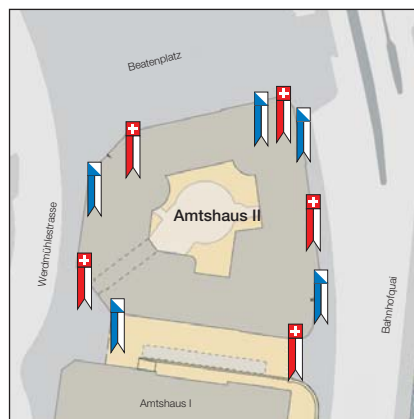 Beatenplatz
Amtshaus II
Werdmühlestrasse
Bahnhofquai
Amtshaus I